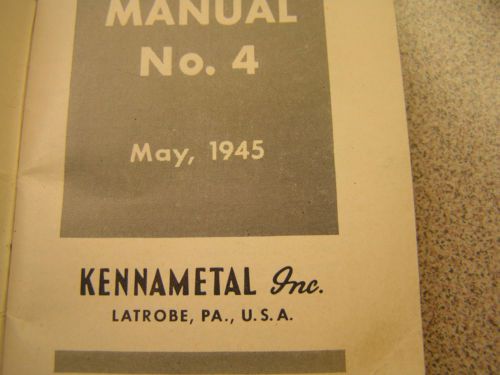 MANUAL
No. 4
May, 1945
KENNAMETAL Inc.
LATROBE, PA., U.S.A.